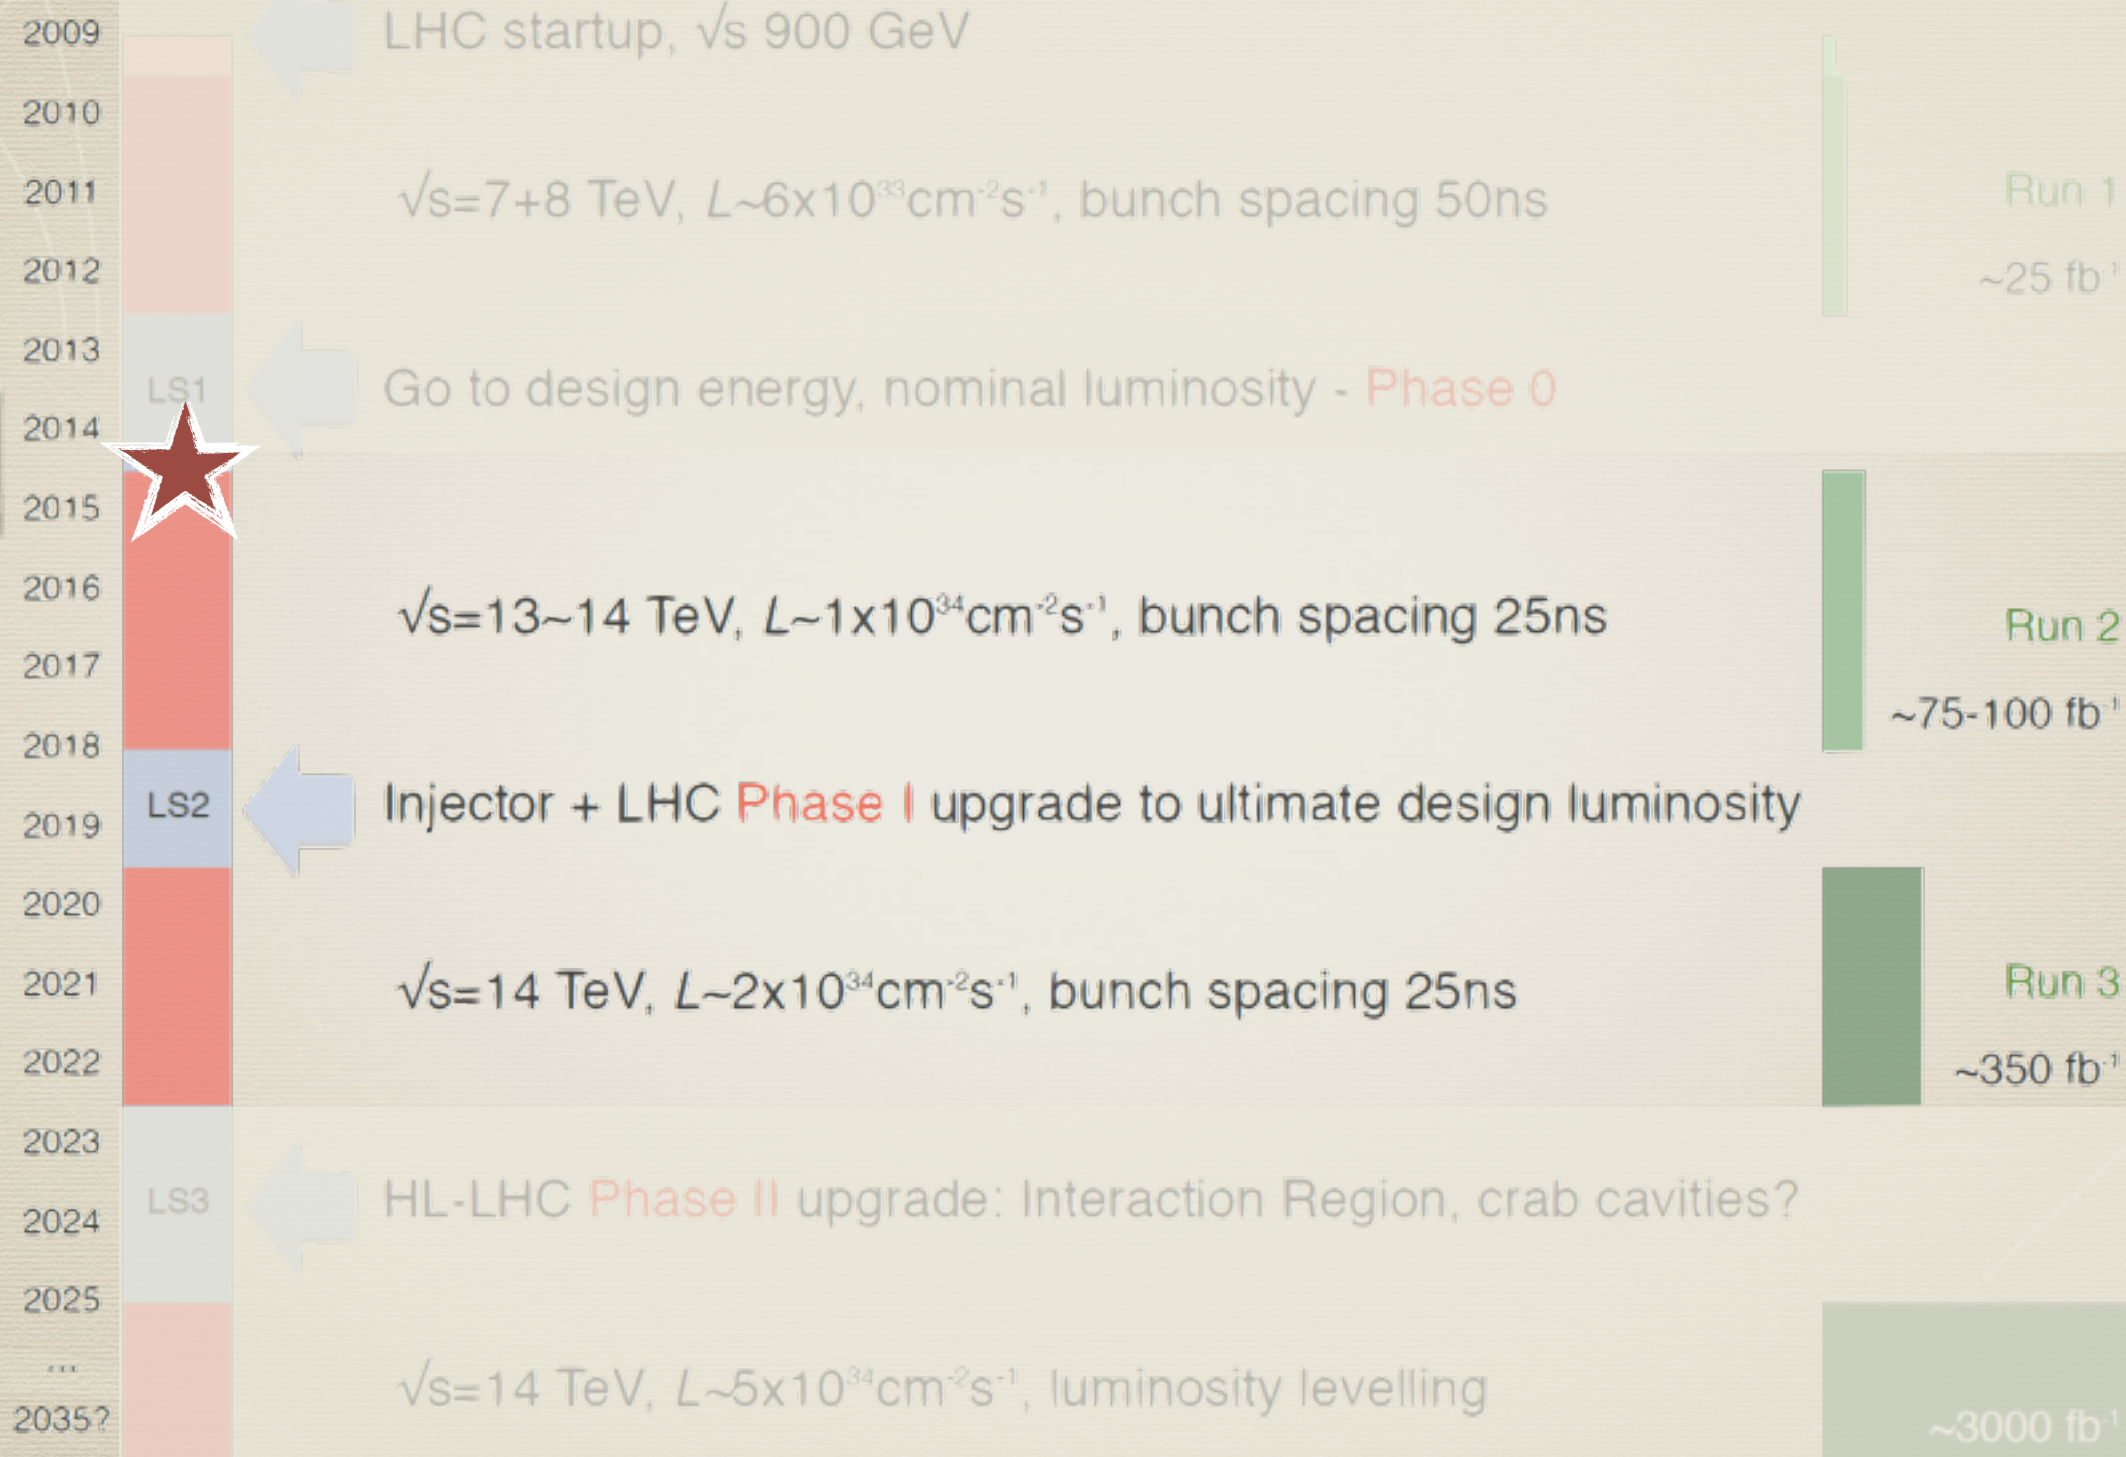 2009 LHC startup, √s 900 GeV
2010
2011 √s=7+8 TeV, L~6x10³³cm⁻²s⁻¹, bunch spacing 50ns Run 1
2012 ~25 fb⁻¹
2013
LS1 Go to design energy, nominal luminosity - Phase 0
2014
2015
2016 √s=13~14 TeV, L~1x10³⁴cm⁻²s⁻¹, bunch spacing 25ns Run 2
2017
~75-100 fb⁻¹
2018
LS2 Injector + LHC Phase I upgrade to ultimate design luminosity
2019
2020
2021 √s=14 TeV, L~2x10³⁴cm⁻²s⁻¹, bunch spacing 25ns Run 3
2022 ~350 fb⁻¹
2023
LS3 HL-LHC Phase II upgrade: Interaction Region, crab cavities?
2024
2025
...
√s=14 TeV, L~5x10³⁴cm⁻²s⁻¹, luminosity levelling
2035? ~3000 fb⁻¹